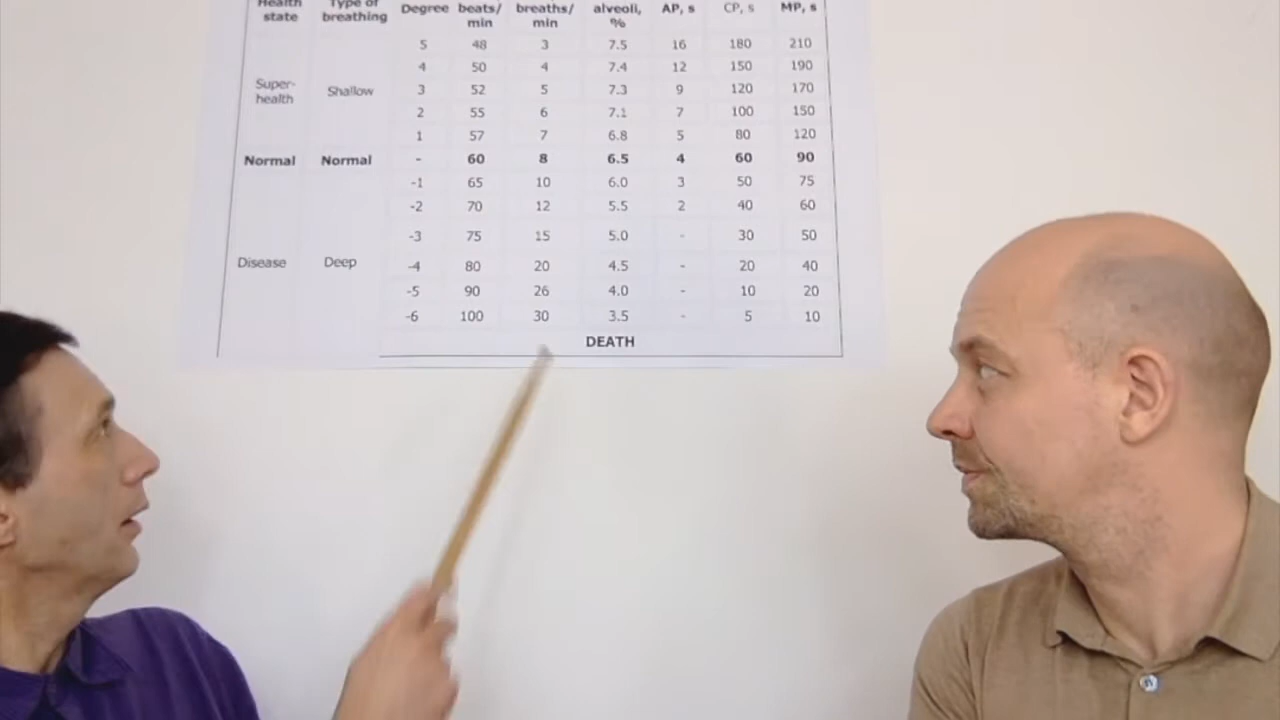 Health state Type of breathing Degree beats/ min breaths/ min alveoli, % AP, s CP, s MP, s
5 48 3 7.5 16 180 210
4 50 4 7.4 12 150 190
Super-health Shallow 3 52 5 7.3 9 120 170
2 55 6 7.1 7 100 150
1 57 7 6.8 5 80 120
Normal Normal - 60 8 6.5 4 60 90
-1 65 10 6.0 3 50 75
-2 70 12 5.5 2 40 60
-3 75 15 5.0 - 30 50
Disease Deep -4 80 20 4.5 - 20 40
-5 90 26 4.0 - 10 20
-6 100 30 3.5 - 5 10
DEATH